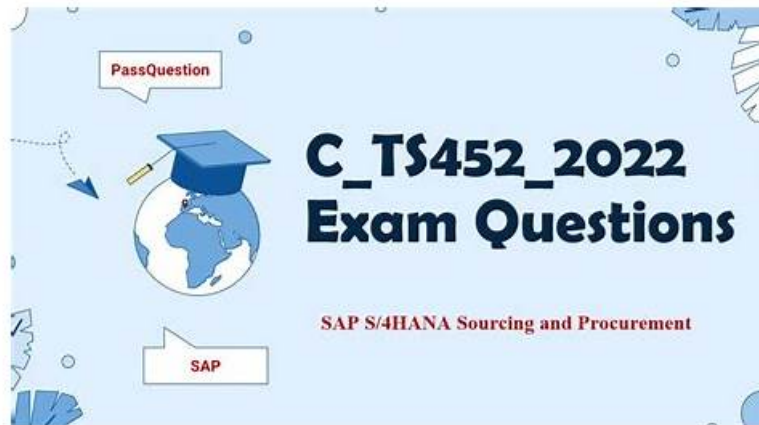 PassQuestion
C_TS452_2022
Exam Questions
SAP S/4HANA Sourcing and Procurement
SAP